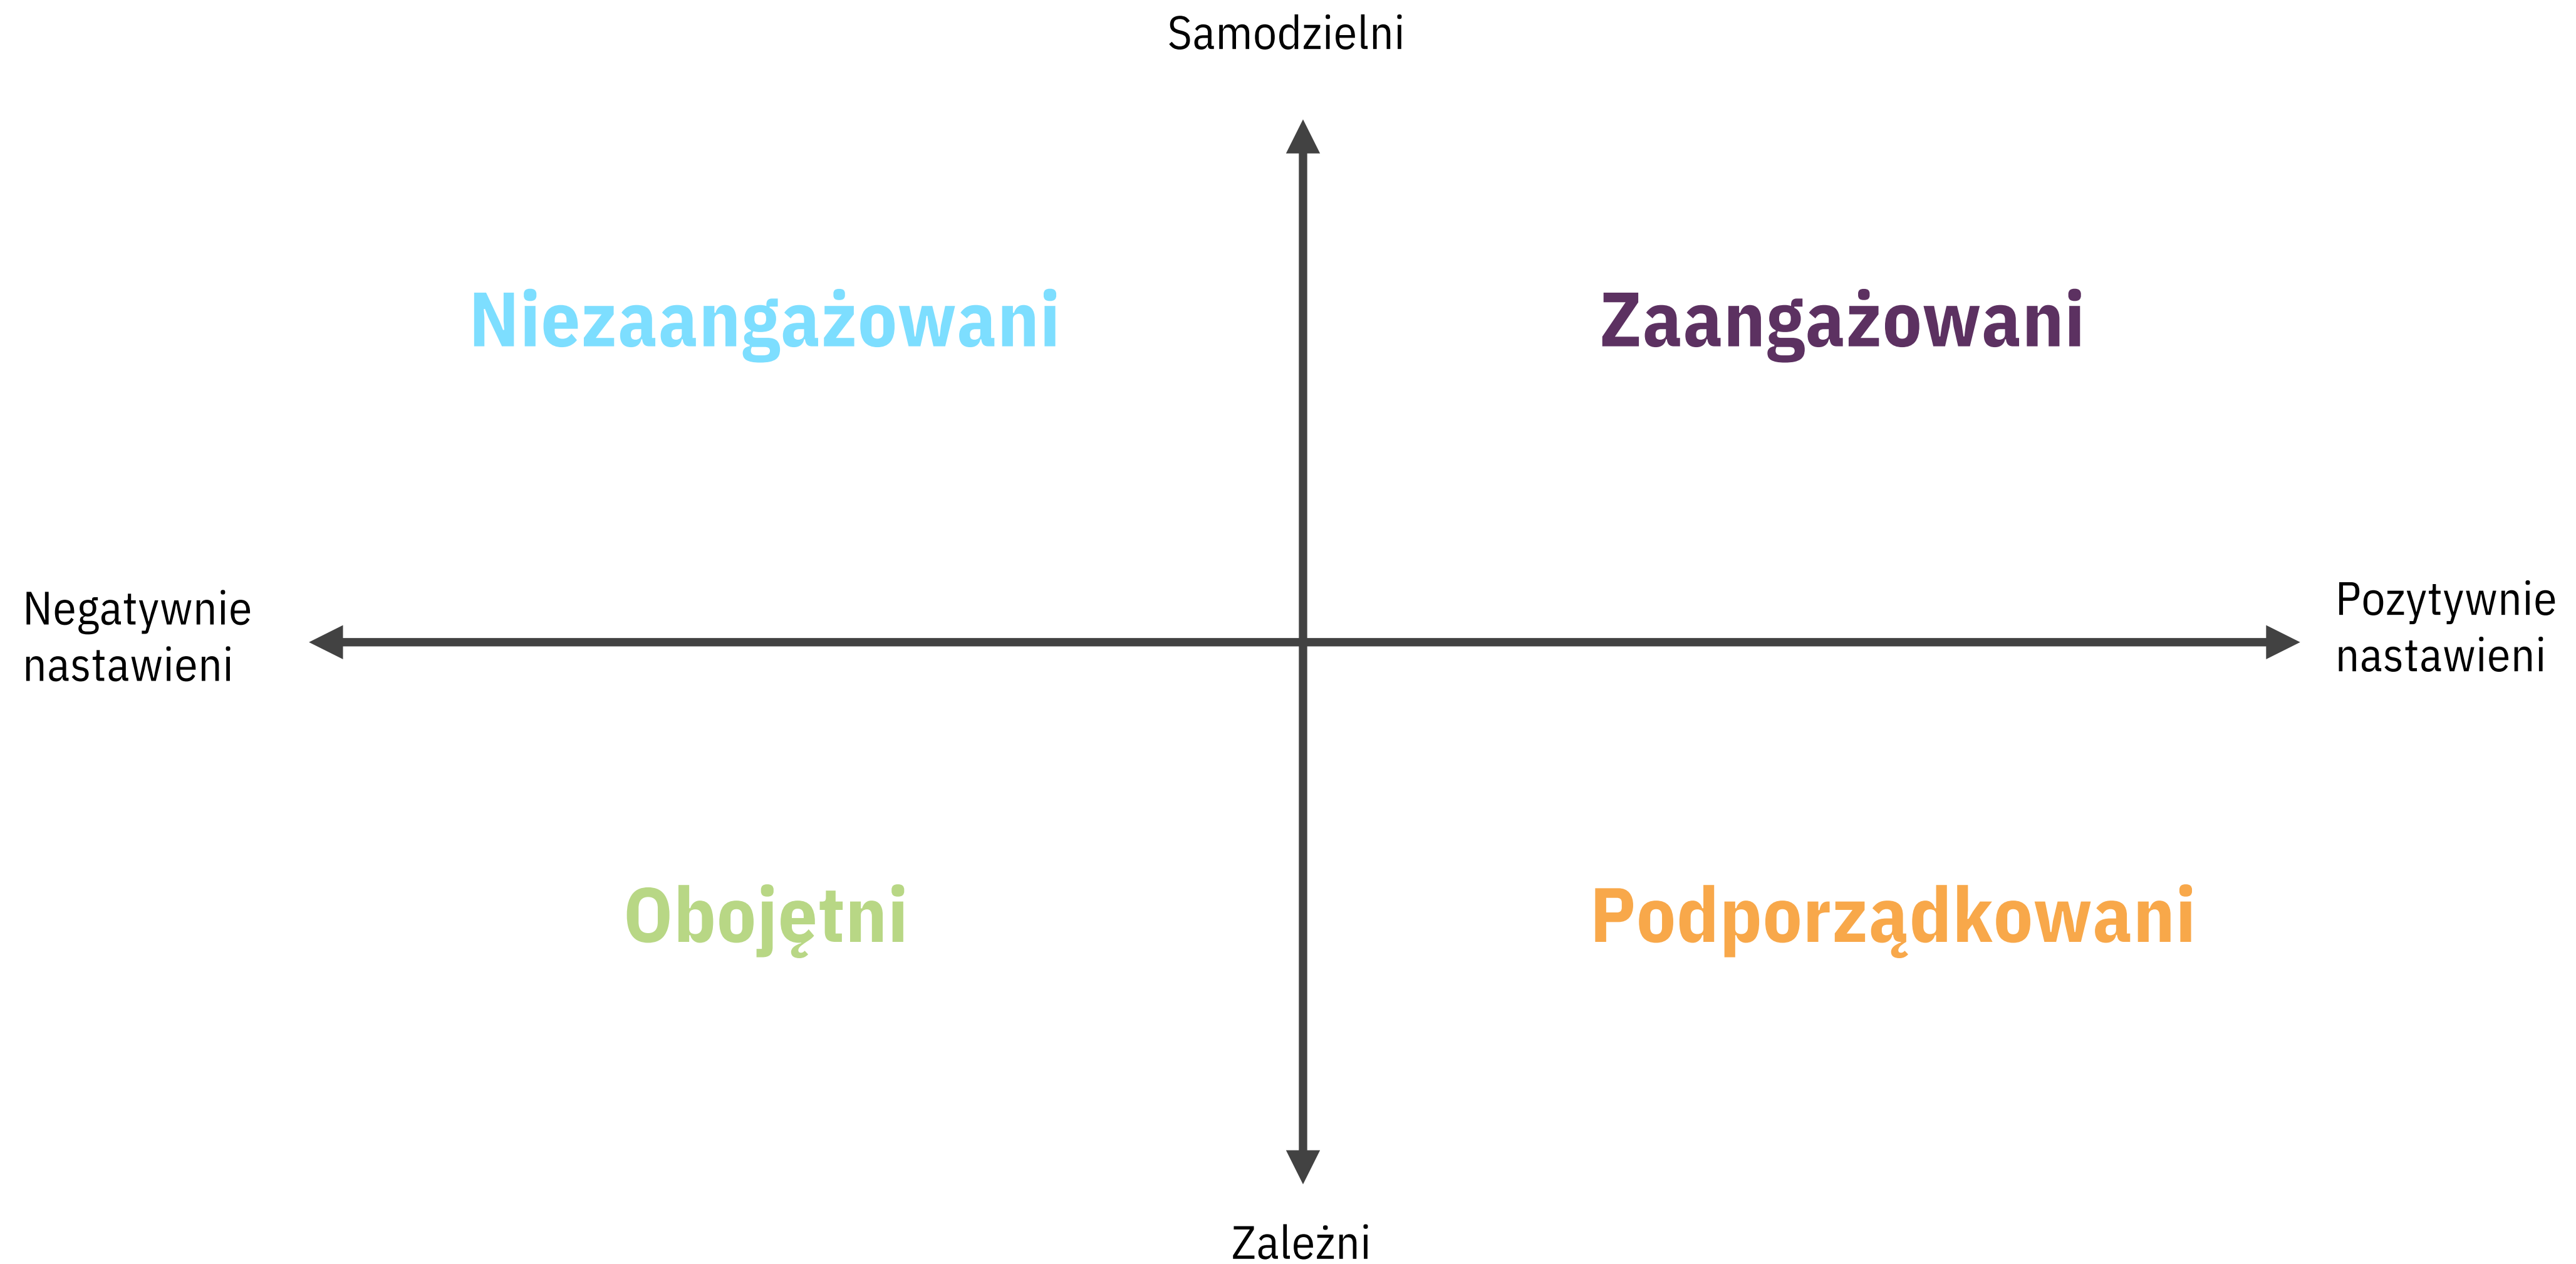 Samodzielni
Niezaangażowani
Zaangażowani
Negatywnie
nastawieni
Pozytywnie
nastawieni
Obojętni
Podporządkowani
Zależni